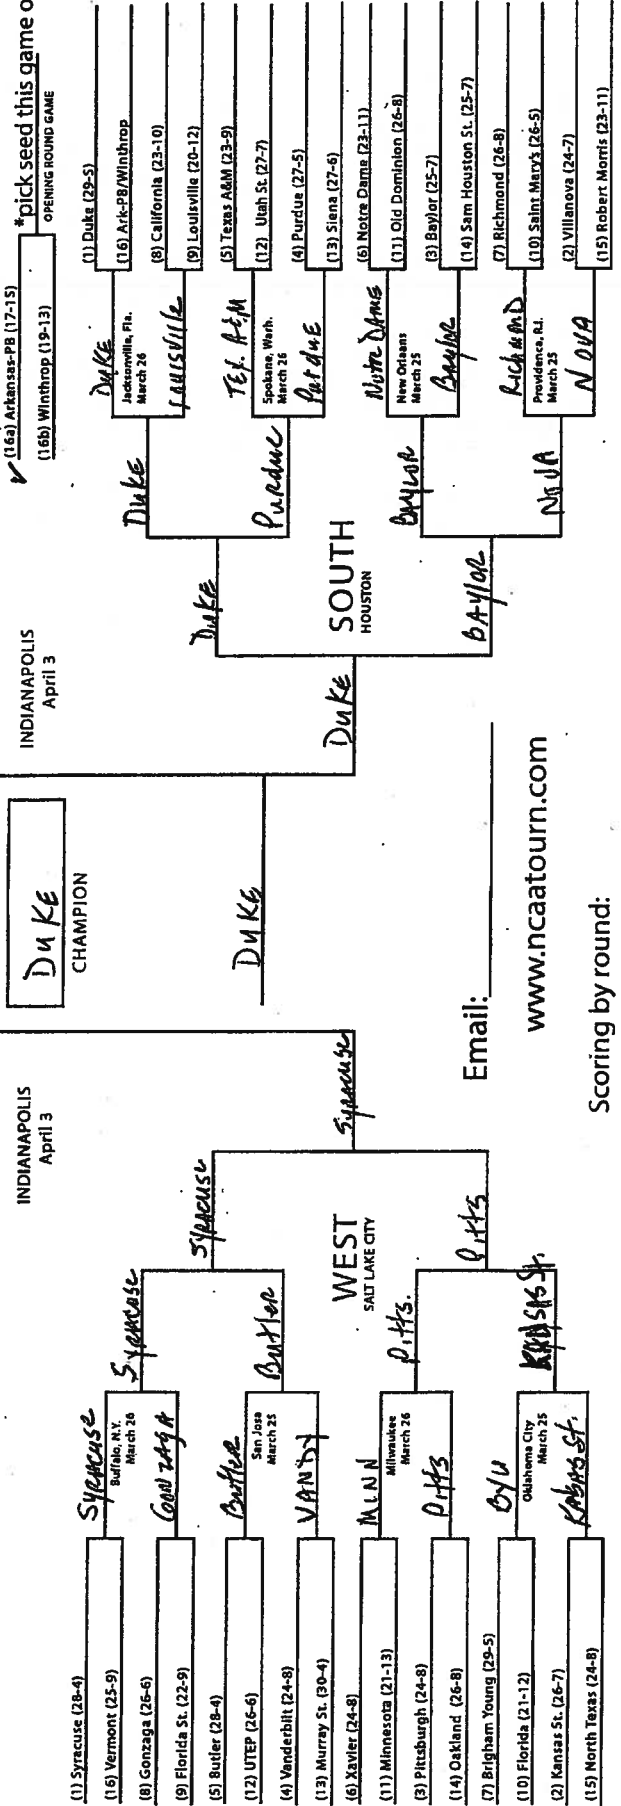 (16a) Arkansas-PB (17-15)
(16b) Winthrop (19-13)
*pick seed this game o
OPENING ROUND GAME
INDIANAPOLIS
April 3
DUKE
CHAMPION
INDIANAPOLIS
April 3
(1) Syracuse (28-4)
(16) Vermont (25-9)
(8) Gonzaga (26-6)
(9) Florida St. (22-9)
(5) Butler (28-4)
(12) UTEP (26-6)
(4) Vanderbilt (24-8)
(13) Murray St. (30-4)
(6) Xavier (24-8)
(11) Minnesota (21-13)
(3) Pittsburgh (24-8)
(14) Oakland (26-8)
(7) Brigham Young (29-5)
(10) Florida (21-12)
(2) Kansas St. (26-7)
(15) North Texas (24-8)
SYRACUSE
Buffalo, N.Y.
March 26
GONZAGA
Butler
San Jose
March 25
VANDY
MINN
Milwaukee
March 26
Pitts
BYU
Oklahoma City
March 25
KANSAS St.
SYRACUSE
Butler
Pitts.
KANSAS St.
SYRACUSE
Pitts
WEST
SALT LAKE CITY
SYRACUSE
DUKE
DUKE
SOUTH
HOUSTON
DUKE
BAYLOR
DUKE
Purduc
BAYLOR
NOVA
DUKE
Jacksonville, Fla.
March 26
LOUISVILLE
TEX. A&M
Spokane, Wash.
March 26
PurduE
Notre DAME
New Orleans
March 25
Baylor
RICHMOND
Providence, R.I.
March 25
NOVA
(1) Duke (29-5)
(16) Ark-PB/Winthrop
(8) California (23-10)
(9) Louisville (20-12)
(5) Texas A&M (23-9)
(12) Utah St (27-7)
(4) Purdue (27-5)
(13) Siena (27-6)
(6) Notre Dame (23-11)
(11) Old Dominion (26-8)
(3) Baylor (25-7)
(14) Sam Houston St. (25-7)
(7) Richmond (26-8)
(10) Saint Mary's (26-5)
(2) Villanova (24-7)
(15) Robert Morris (23-11)
Email:
www.ncaatourn.com
Scoring by round: